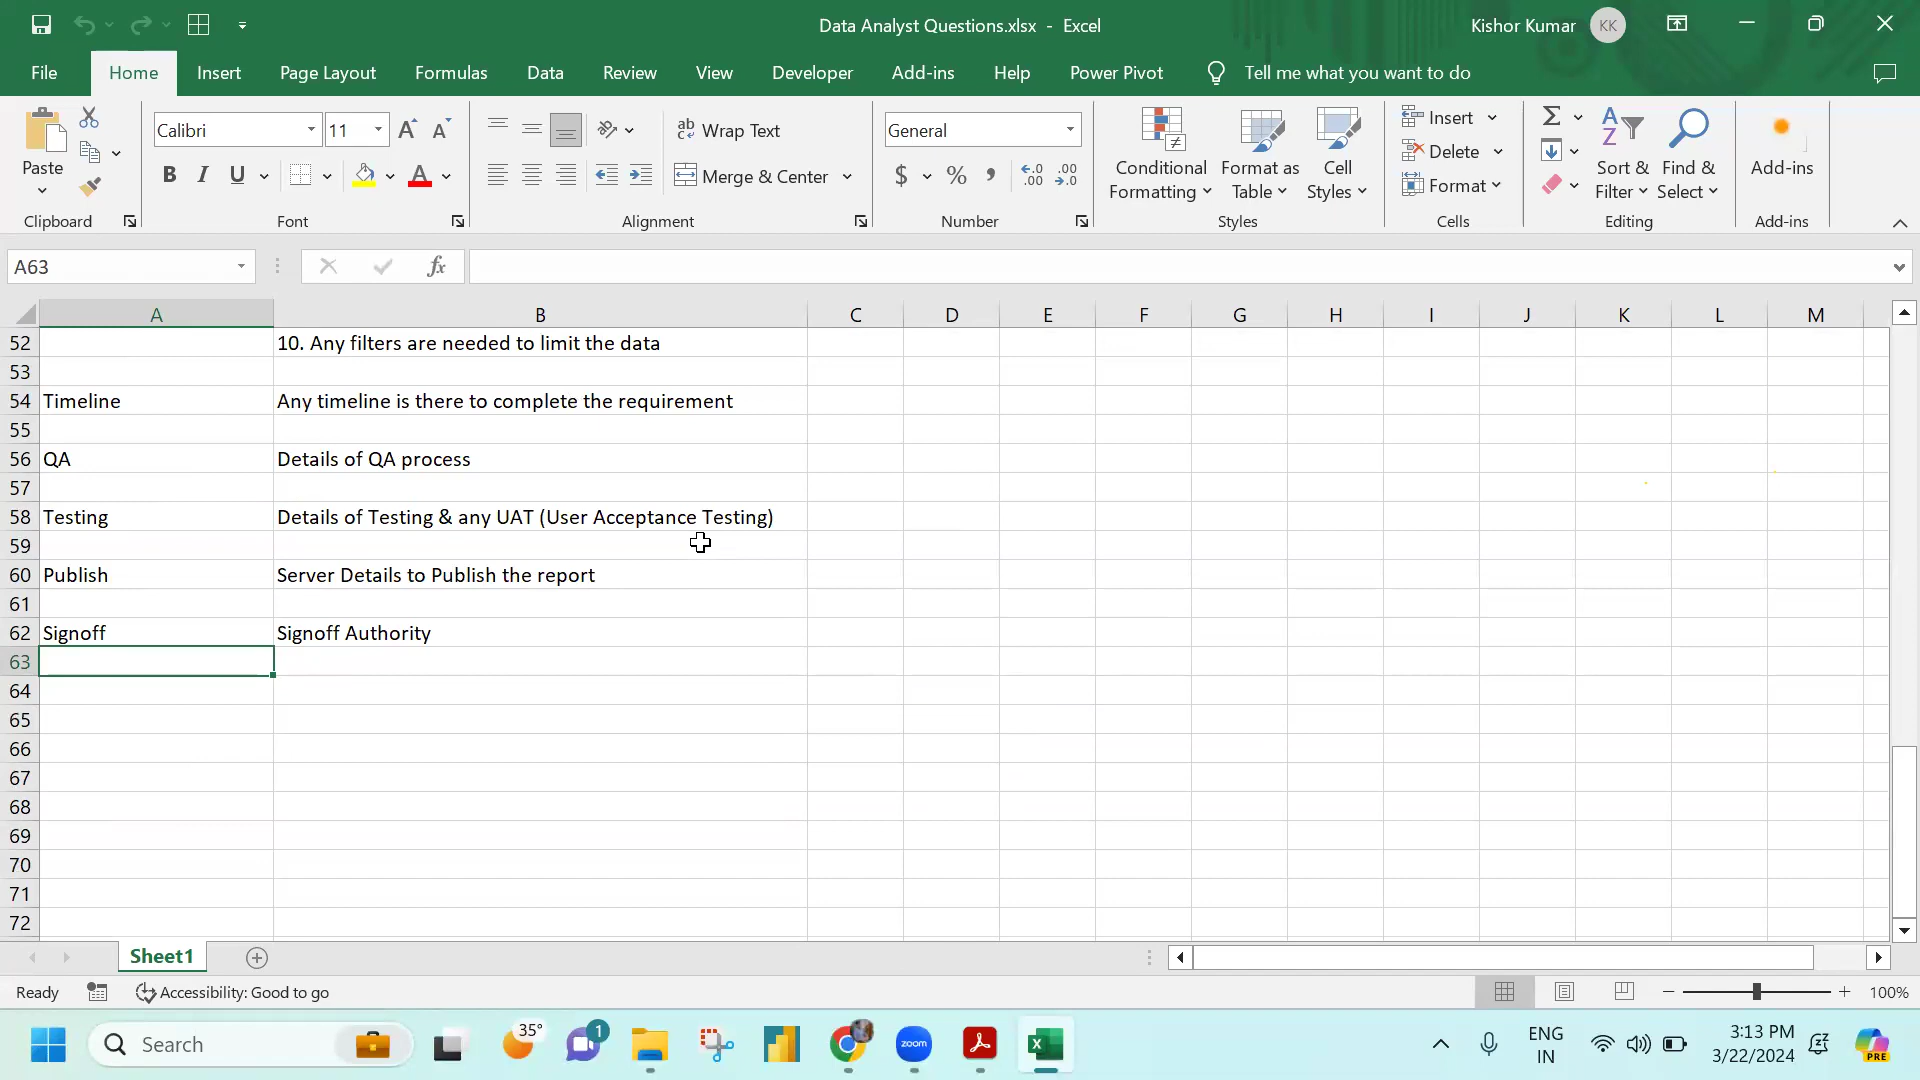 Data Analyst Questions.xlsx - Excel
Kishor Kumar KK
File Home Insert Page Layout Formulas Data Review View Developer Add-ins Help Power Pivot Tell me what you want to do
Paste
Clipboard
Calibri 11
B I U A
Font
ab Wrap Text
Merge & Center
Alignment
General
$ % ,
Number
Conditional Formatting
Format as Table
Cell Styles
Styles
Insert
Delete
Format
Cells
Sort & Filter
Find & Select
Editing
Add-ins
Add-ins
A63 fx
A B C D E F G H I J K L M
52 10. Any filters are needed to limit the data
53
54 Timeline Any timeline is there to complete the requirement
55
56 QA Details of QA process
57
58 Testing Details of Testing & any UAT (User Acceptance Testing)
59
60 Publish Server Details to Publish the report
61
62 Signoff Signoff Authority
63
64
65
66
67
68
69
70
71
72
Sheet1
Ready Accessibility: Good to go 100%
Search 35° 1 zoom ENG IN 3:13 PM 3/22/2024 PRE